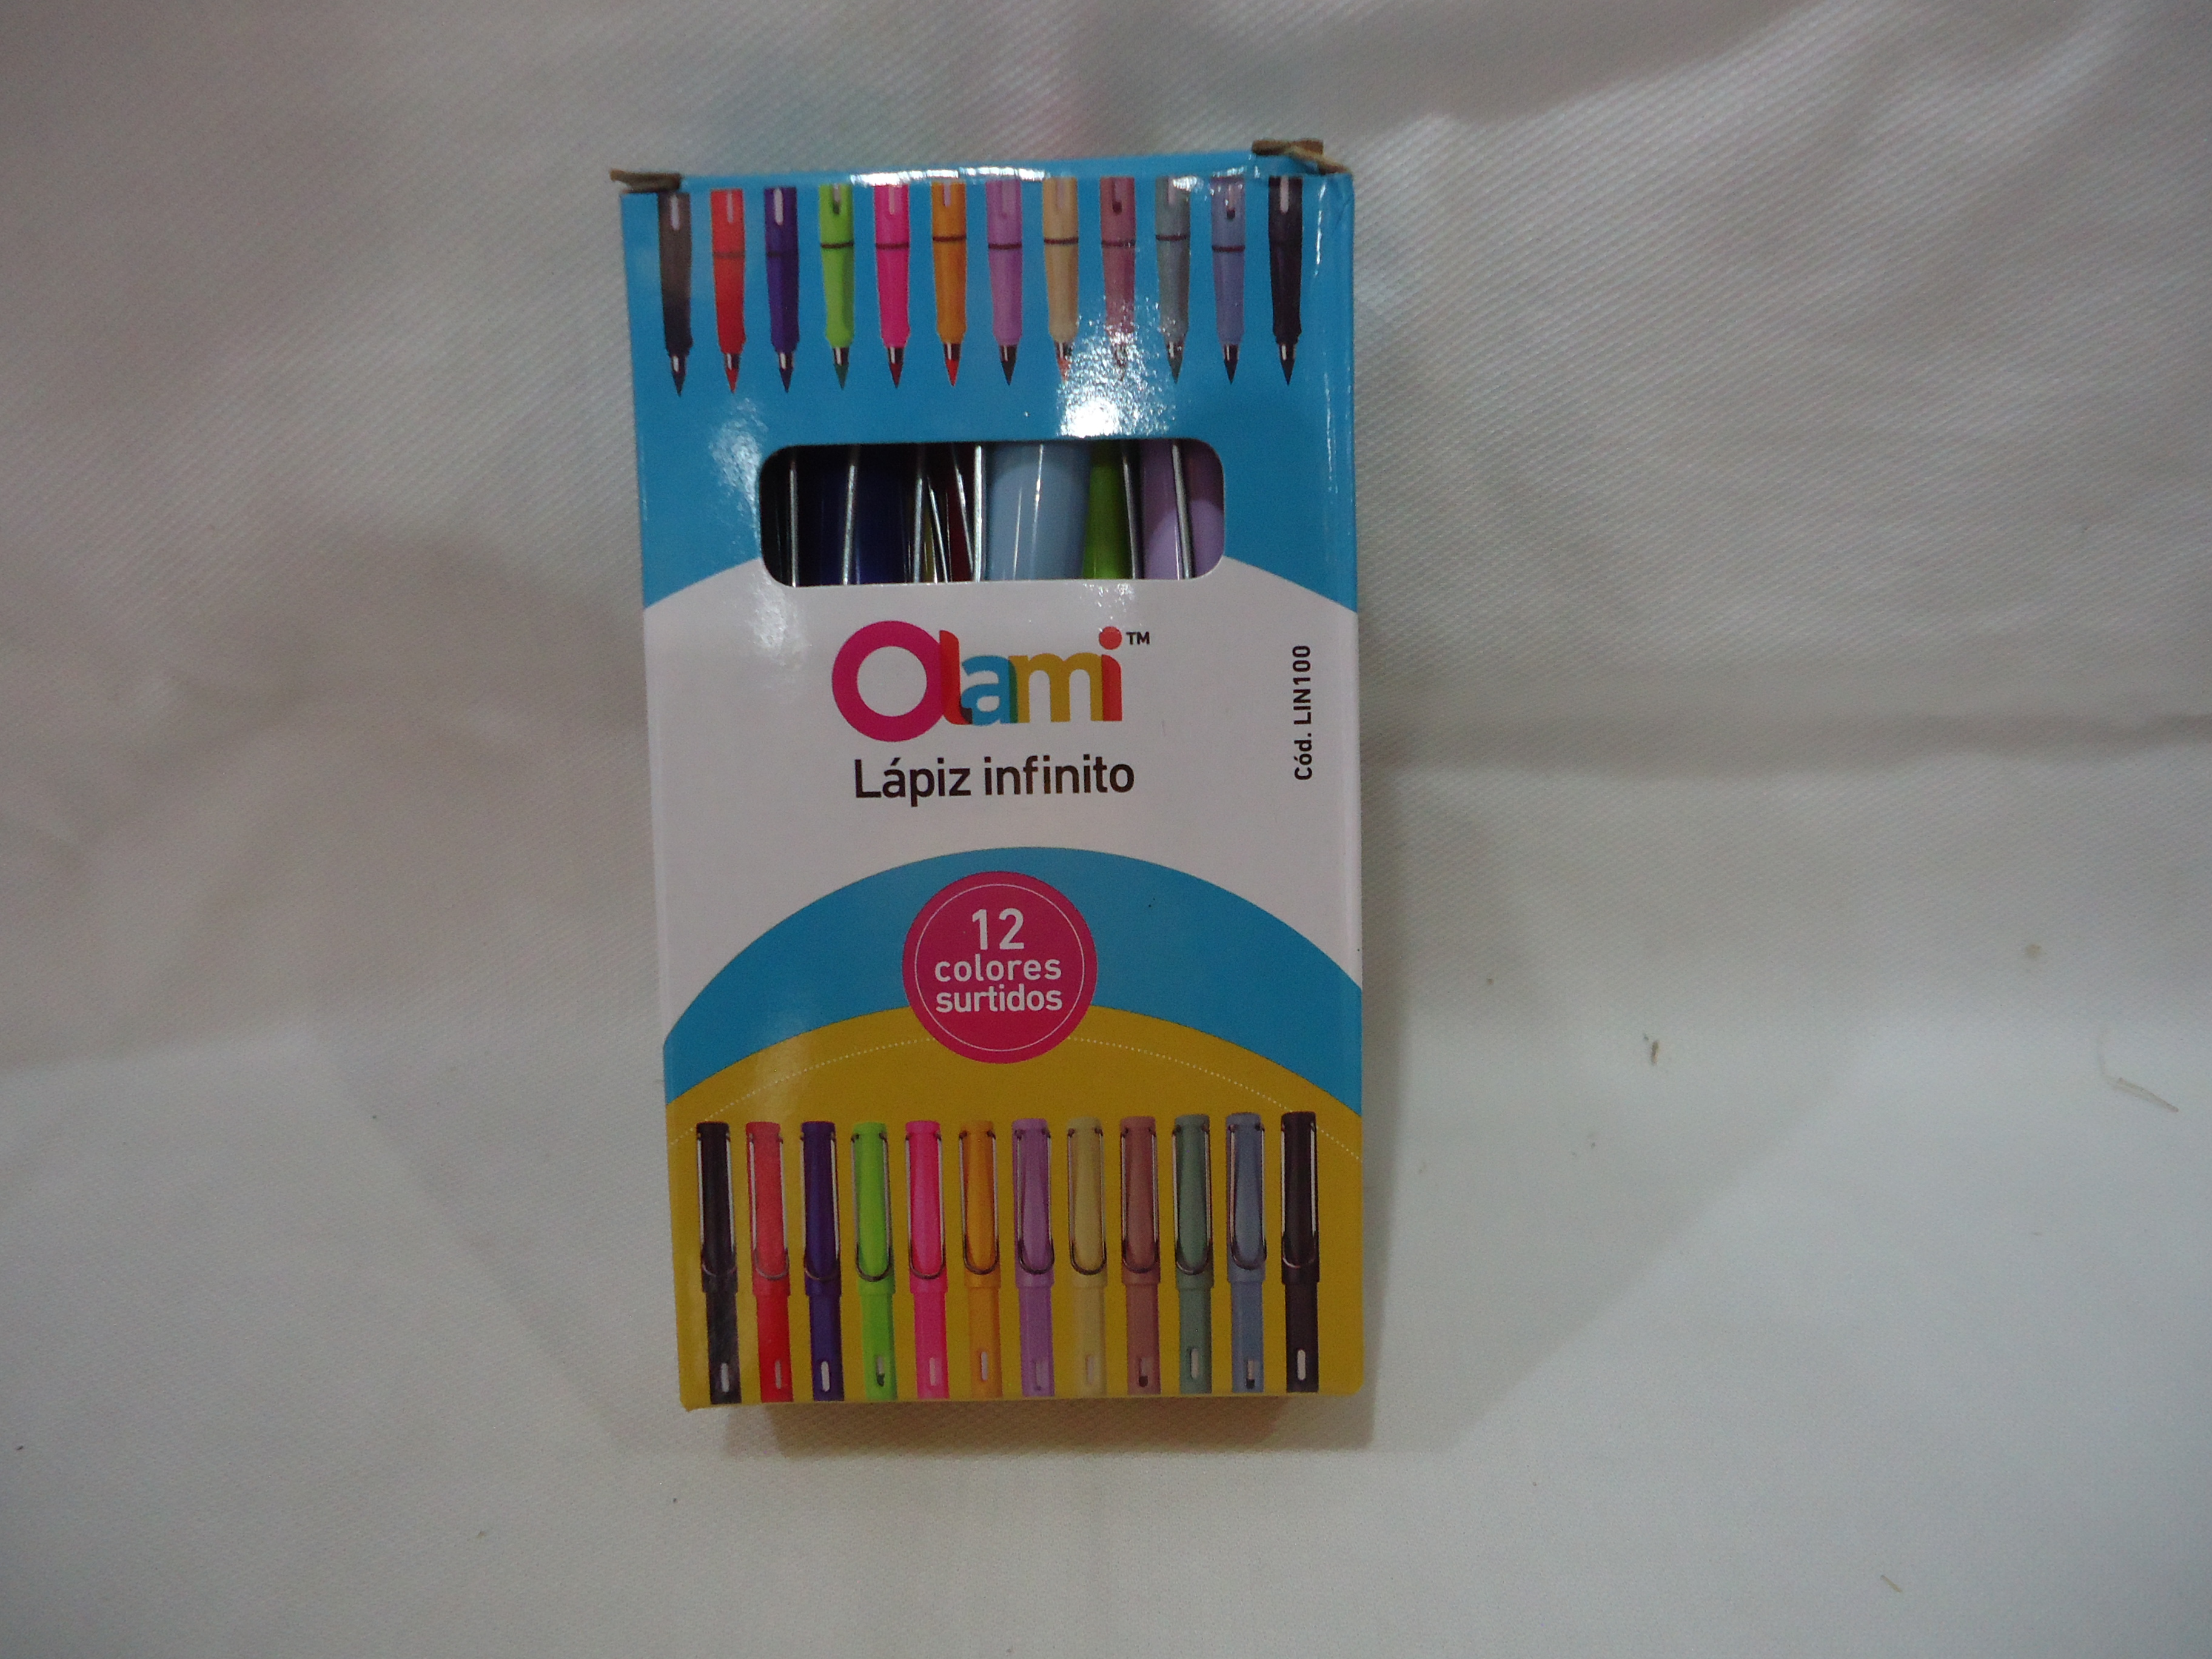 Olami™
Lápiz infinito
Cód. LIN100
12
colores
surtidos